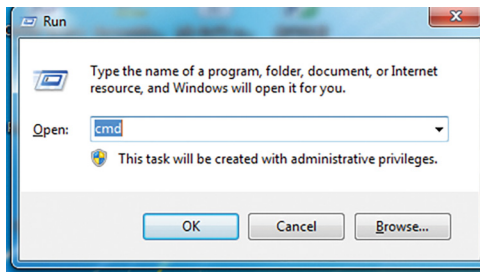 Run
Type the name of a program, folder, document, or Internet
resource, and Windows will open it for you.
Open: cmd
This task will be created with administrative privileges.
OK Cancel Browse...